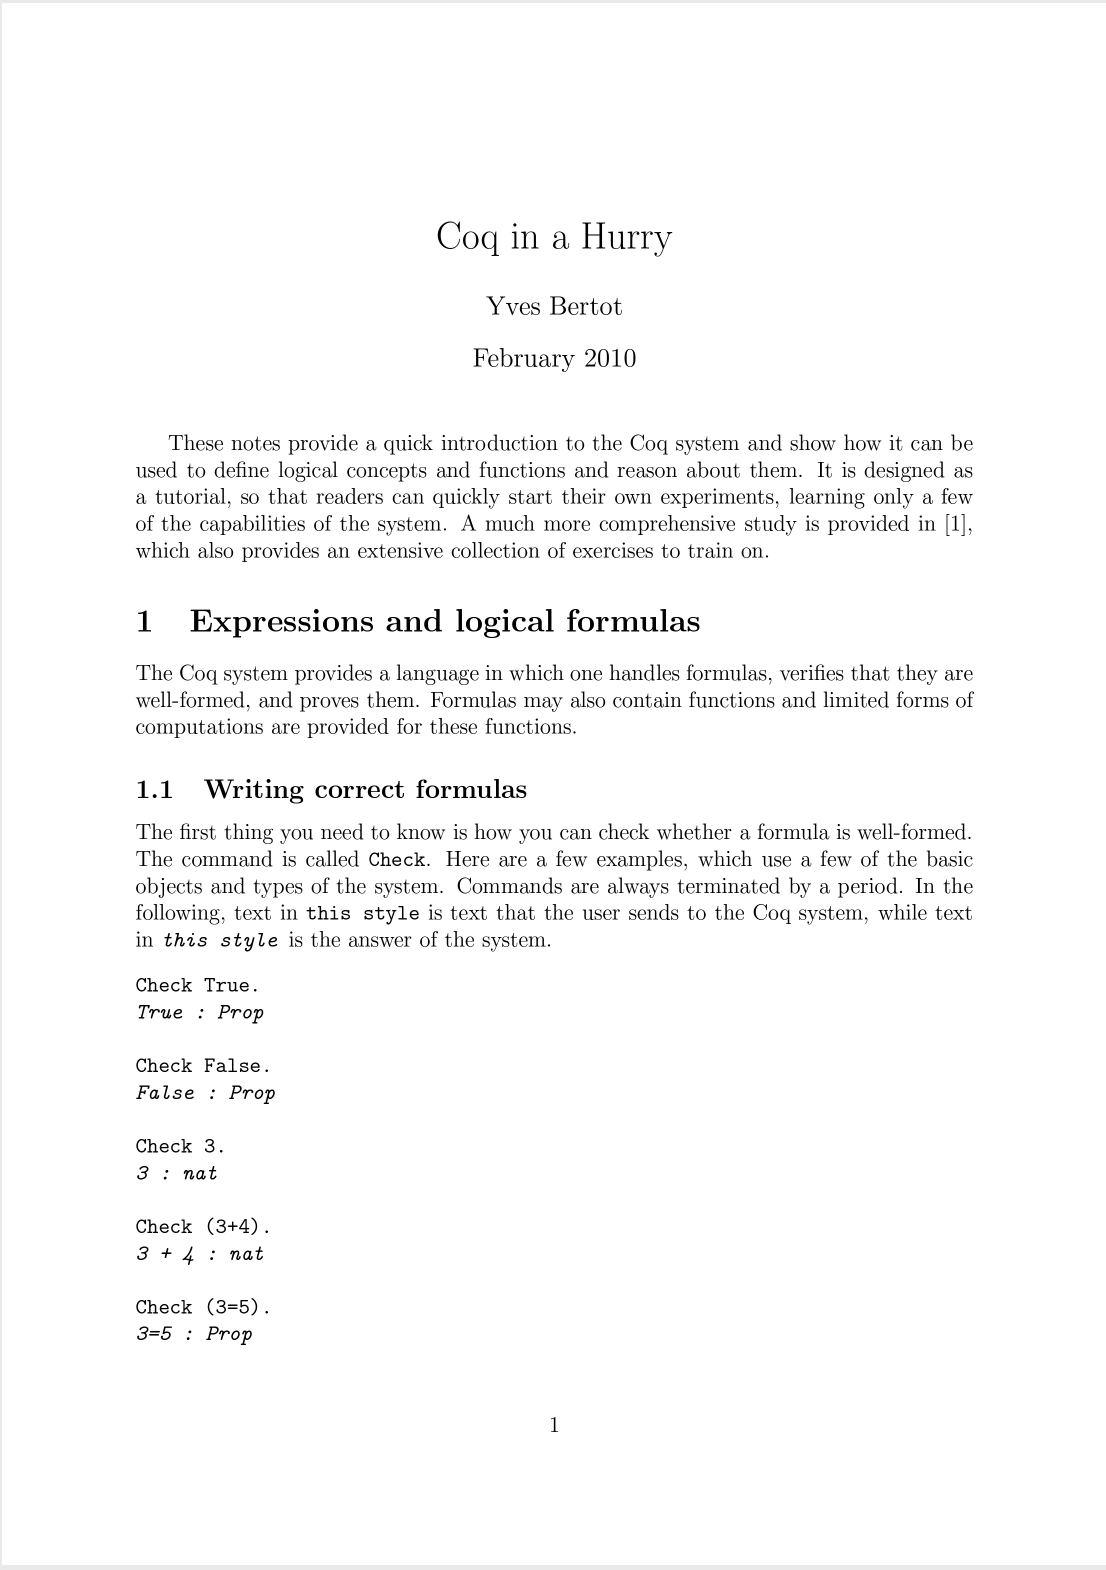 Coq in a Hurry
Yves Bertot
February 2010
These notes provide a quick introduction to the Coq system and show how it can be
used to define logical concepts and functions and reason about them. It is designed as
a tutorial, so that readers can quickly start their own experiments, learning only a few
of the capabilities of the system. A much more comprehensive study is provided in [1],
which also provides an extensive collection of exercises to train on.
1 Expressions and logical formulas
The Coq system provides a language in which one handles formulas, verifies that they are
well-formed, and proves them. Formulas may also contain functions and limited forms of
computations are provided for these functions.
1.1 Writing correct formulas
The first thing you need to know is how you can check whether a formula is well-formed.
The command is called Check. Here are a few examples, which use a few of the basic
objects and types of the system. Commands are always terminated by a period. In the
following, text in this style is text that the user sends to the Coq system, while text
in this style is the answer of the system.
Check True.
True : Prop
Check False.
False : Prop
Check 3.
3 : nat
Check (3+4).
3 + 4 : nat
Check (3=5).
3=5 : Prop
1